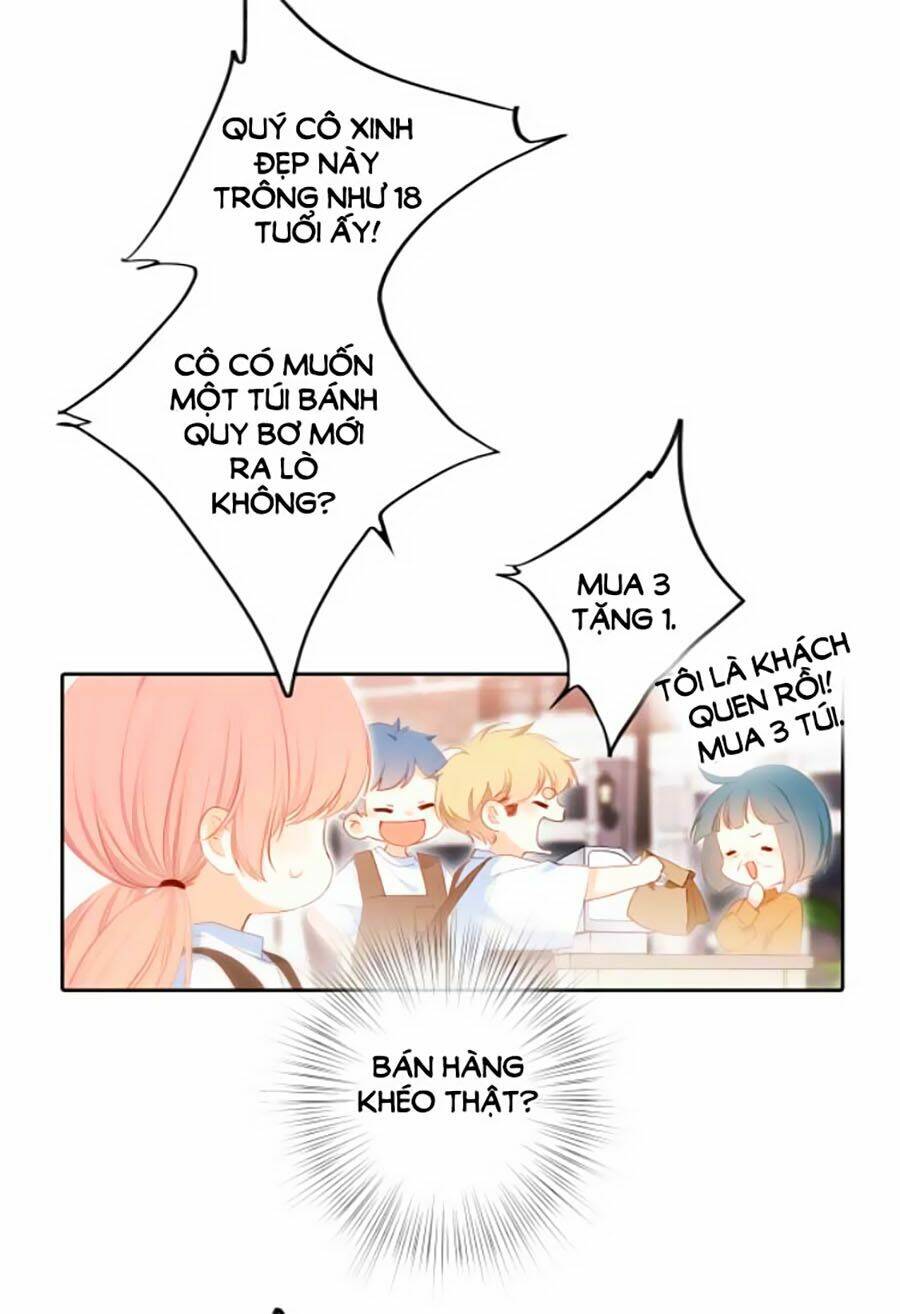 QUÝ CÔ XINH
ĐẸP NÀY
TRÔNG NHƯ 18
TUỔI ẤY!
CÔ CÓ MUỐN
MỘT TÚI BÁNH
QUY BƠ MỚI
RA LÒ
KHÔNG?
MUA 3
TẶNG 1.
TÔI LÀ KHÁCH
QUEN RỒI!
MUA 3 TÚI.
BÁN HÀNG
KHÉO THẬT?